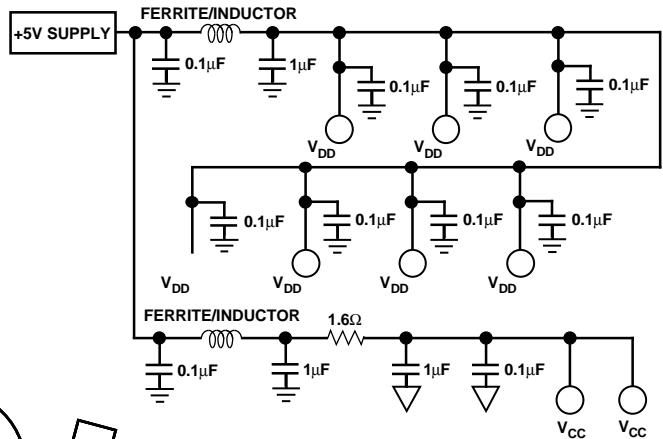 FERRITE/INDUCTOR
+5V SUPPLY
0.1µF 1µF 0.1µF 0.1µF 0.1µF
V_DD V_DD V_DD
0.1µF 0.1µF 0.1µF 0.1µF
V_DD V_DD V_DD V_DD
FERRITE/INDUCTOR
1.6Ω
0.1µF 1µF 1µF 0.1µF
V_CC V_CC